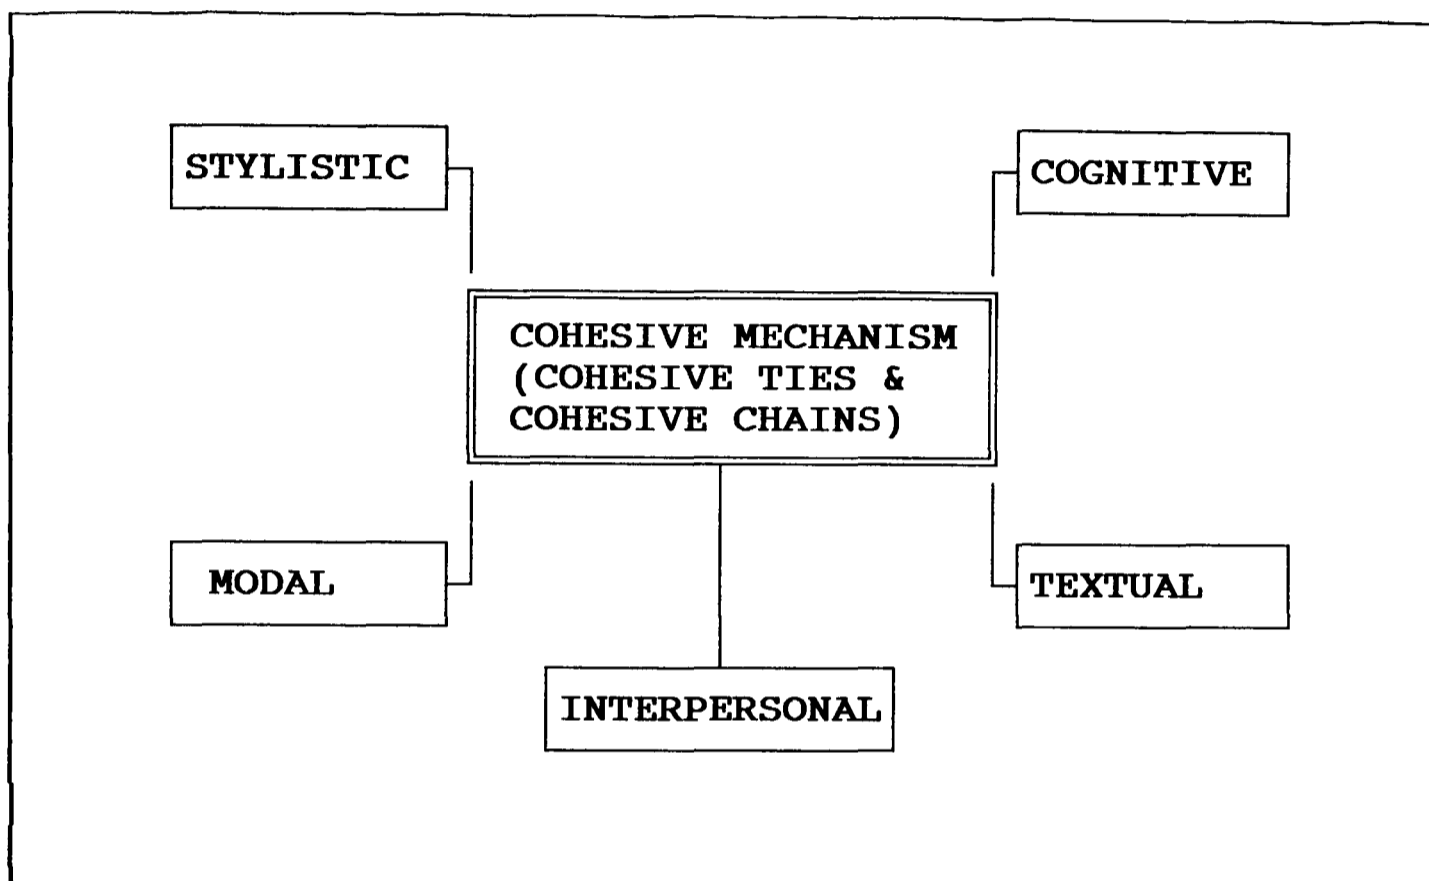 STYLISTIC
COGNITIVE
COHESIVE MECHANISM
(COHESIVE TIES &
COHESIVE CHAINS)
MODAL
TEXTUAL
INTERPERSONAL